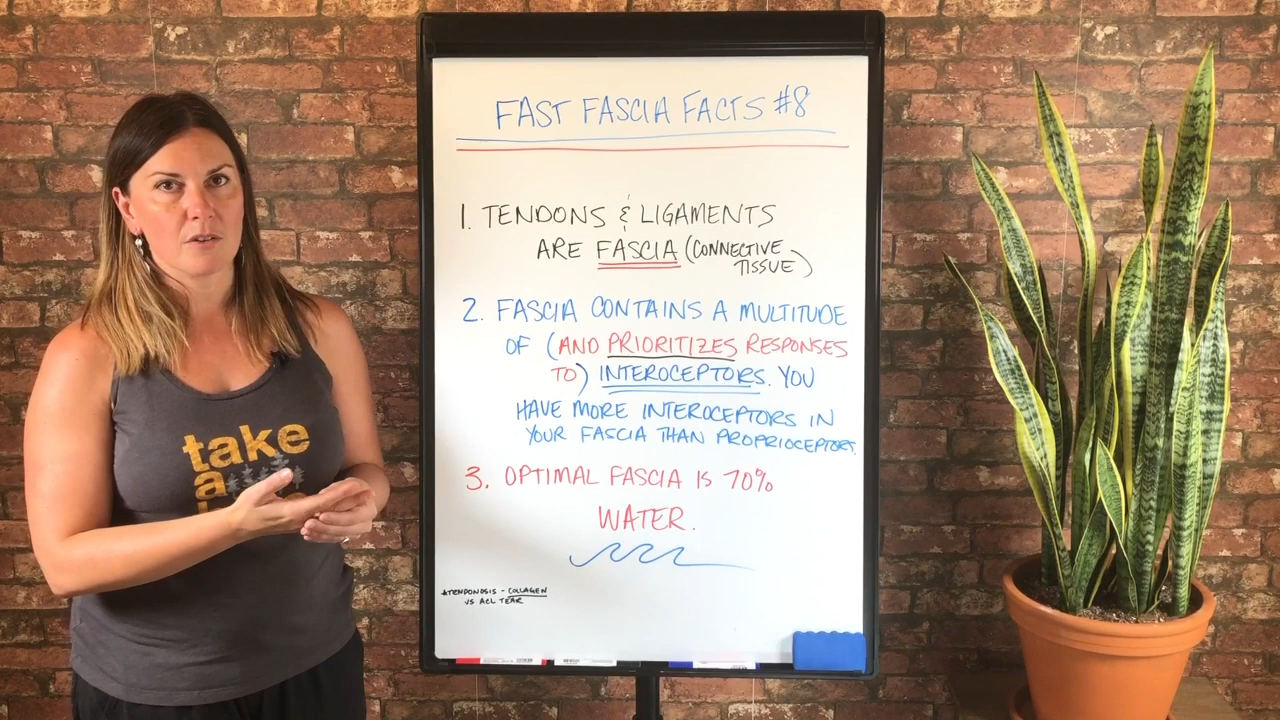 FAST FASCIA FACTS #8
1. TENDONS & LIGAMENTS
ARE FASCIA (CONNECTIVE
TISSUE)
2. FASCIA CONTAINS A MULTITUDE
OF (AND PRIORITIZES RESPONSES
TO) INTEROCEPTORS. YOU
HAVE MORE INTEROCEPTORS IN
YOUR FASCIA THAN PROPRIOCEPTORS.
3. OPTIMAL FASCIA IS 70%
WATER.
*TENDONOSIS - COLLAGEN
VS ACL TEAR
take
a